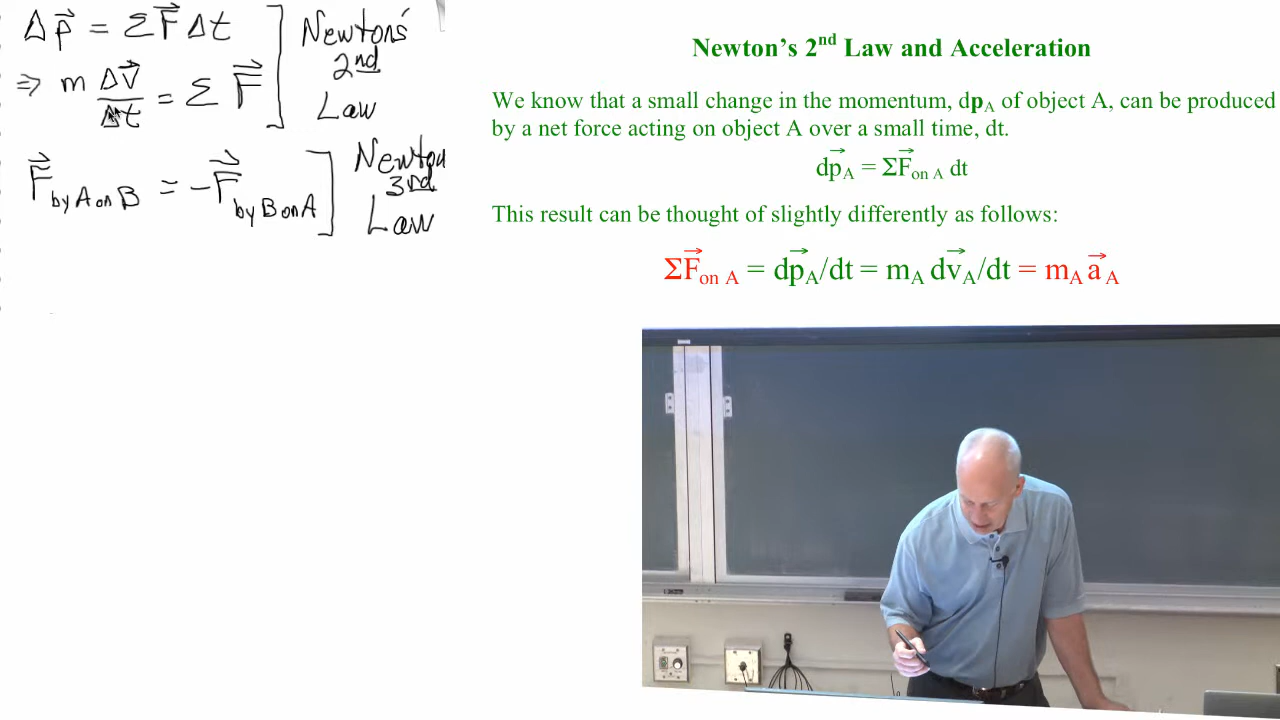 Δp⃗ = ΣF⃗ Δt ] Newton's
2nd
Law
⇒ m Δv⃗/Δt = Σ F⃗
F⃗ by A on B = -F⃗ by B on A ] Newton
3rd
Law
Newton's 2nd Law and Acceleration
We know that a small change in the momentum, dpA of object A, can be produced
by a net force acting on object A over a small time, dt.
dp⃗A = ΣF⃗on A dt
This result can be thought of slightly differently as follows:
ΣF⃗on A = dp⃗A/dt = mA dv⃗A/dt = mA a⃗A